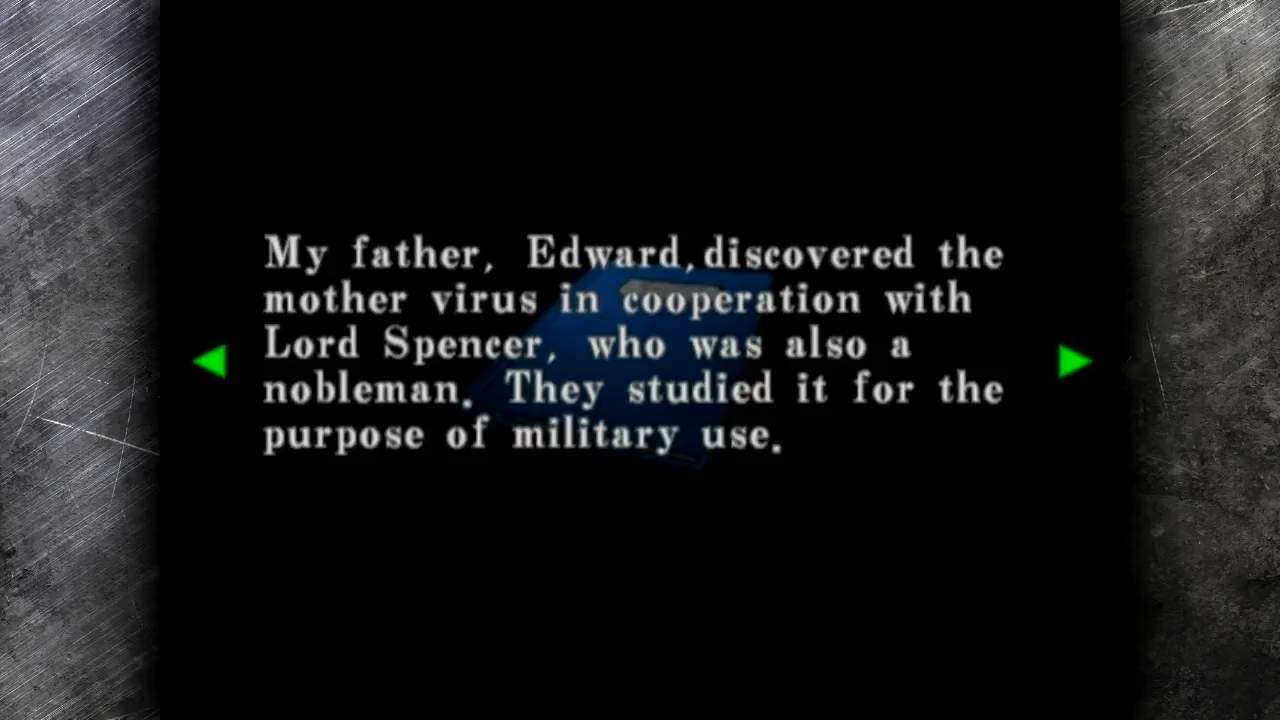 My father, Edward,discovered the
mother virus in cooperation with
Lord Spencer, who was also a
nobleman. They studied it for the
purpose of military use.